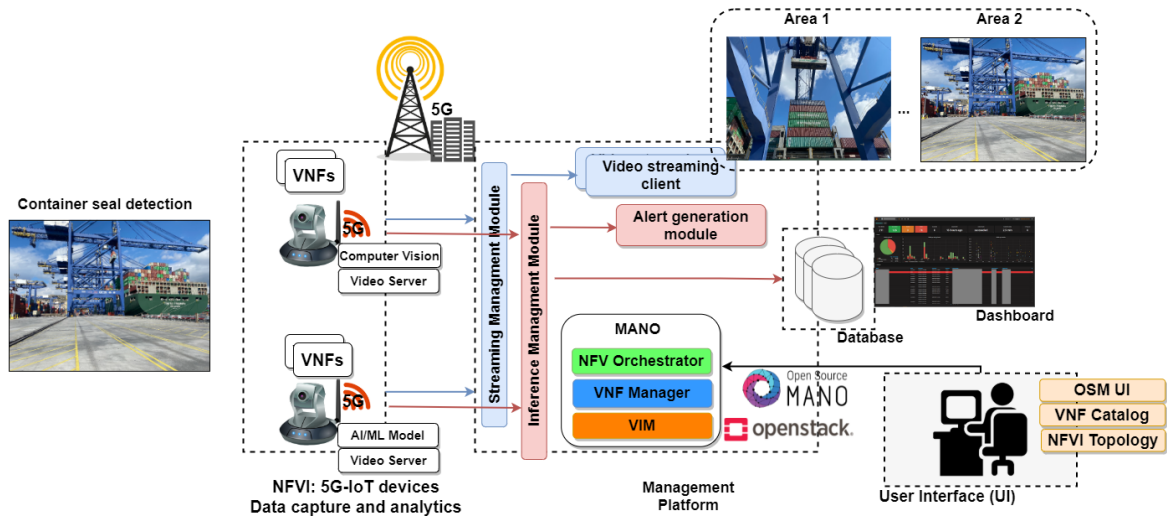 Area 1
Area 2
...
5G
VNFs
Video streaming
client
Container seal detection
5G
Alert generation
module
Computer Vision
Video Server
Streaming Managment Module
Inference Managment Module
Dashboard
Database
MANO
NFV Orchestrator
VNF Manager
VIM
Open Source
MANO
openstack.
VNFs
5G
AI/ML Model
Video Server
OSM UI
VNF Catalog
NFVI Topology
User Interface (UI)
NFVI: 5G-IoT devices
Data capture and analytics
Management
Platform